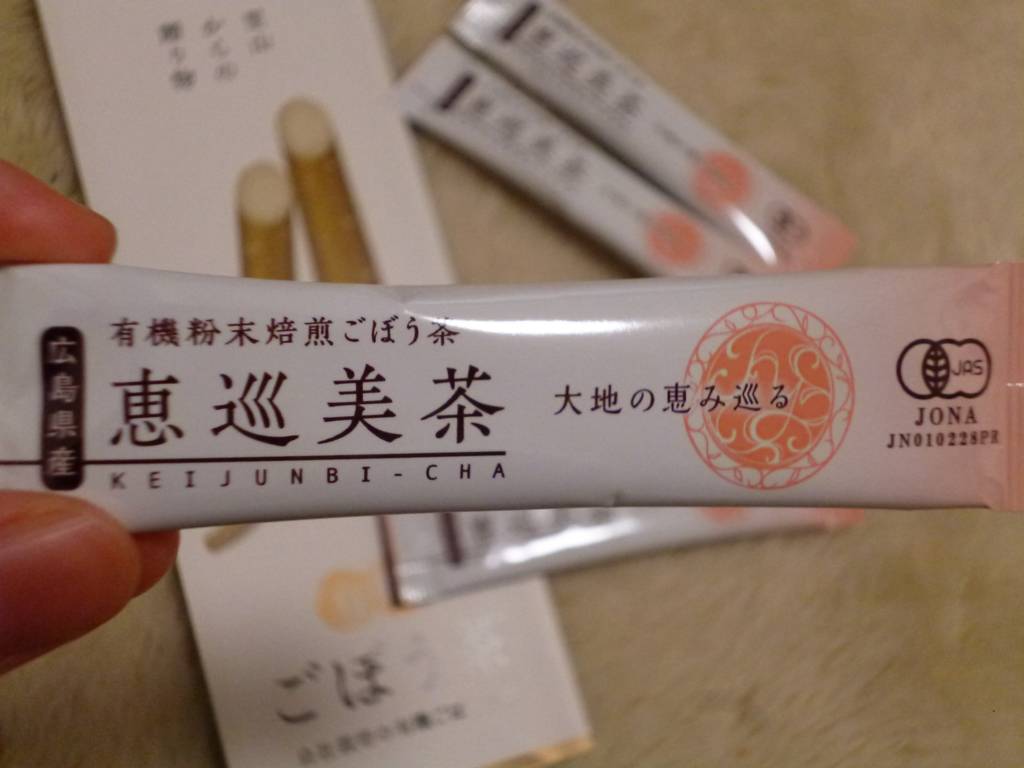 広島県産
有機粉末焙煎ごぼう茶
恵巡美茶
KEIJUNBI-CHA
大地の恵み巡る
JAS
JONA
JN010228PR
ごぼう